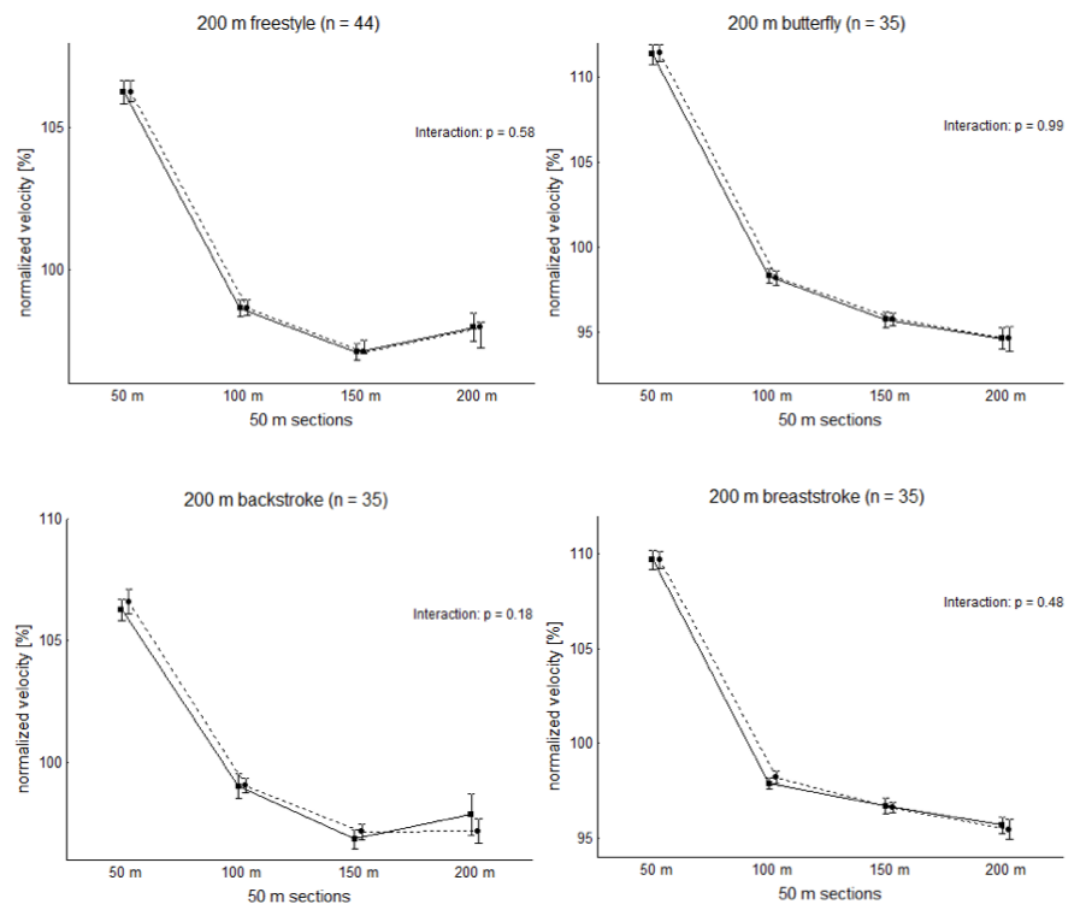 200 m freestyle (n = 44)
105
100
normalized velocity [%]
Interaction: p = 0.58
50 m 100 m 150 m 200 m
50 m sections
200 m butterfly (n = 35)
110
105
100
95
normalized velocity [%]
Interaction: p = 0.99
50 m 100 m 150 m 200 m
50 m sections
200 m backstroke (n = 35)
110
105
100
normalized velocity [%]
Interaction: p = 0.18
50 m 100 m 150 m 200 m
50 m sections
200 m breaststroke (n = 35)
110
105
100
95
normalized velocity [%]
Interaction: p = 0.48
50 m 100 m 150 m 200 m
50 m sections